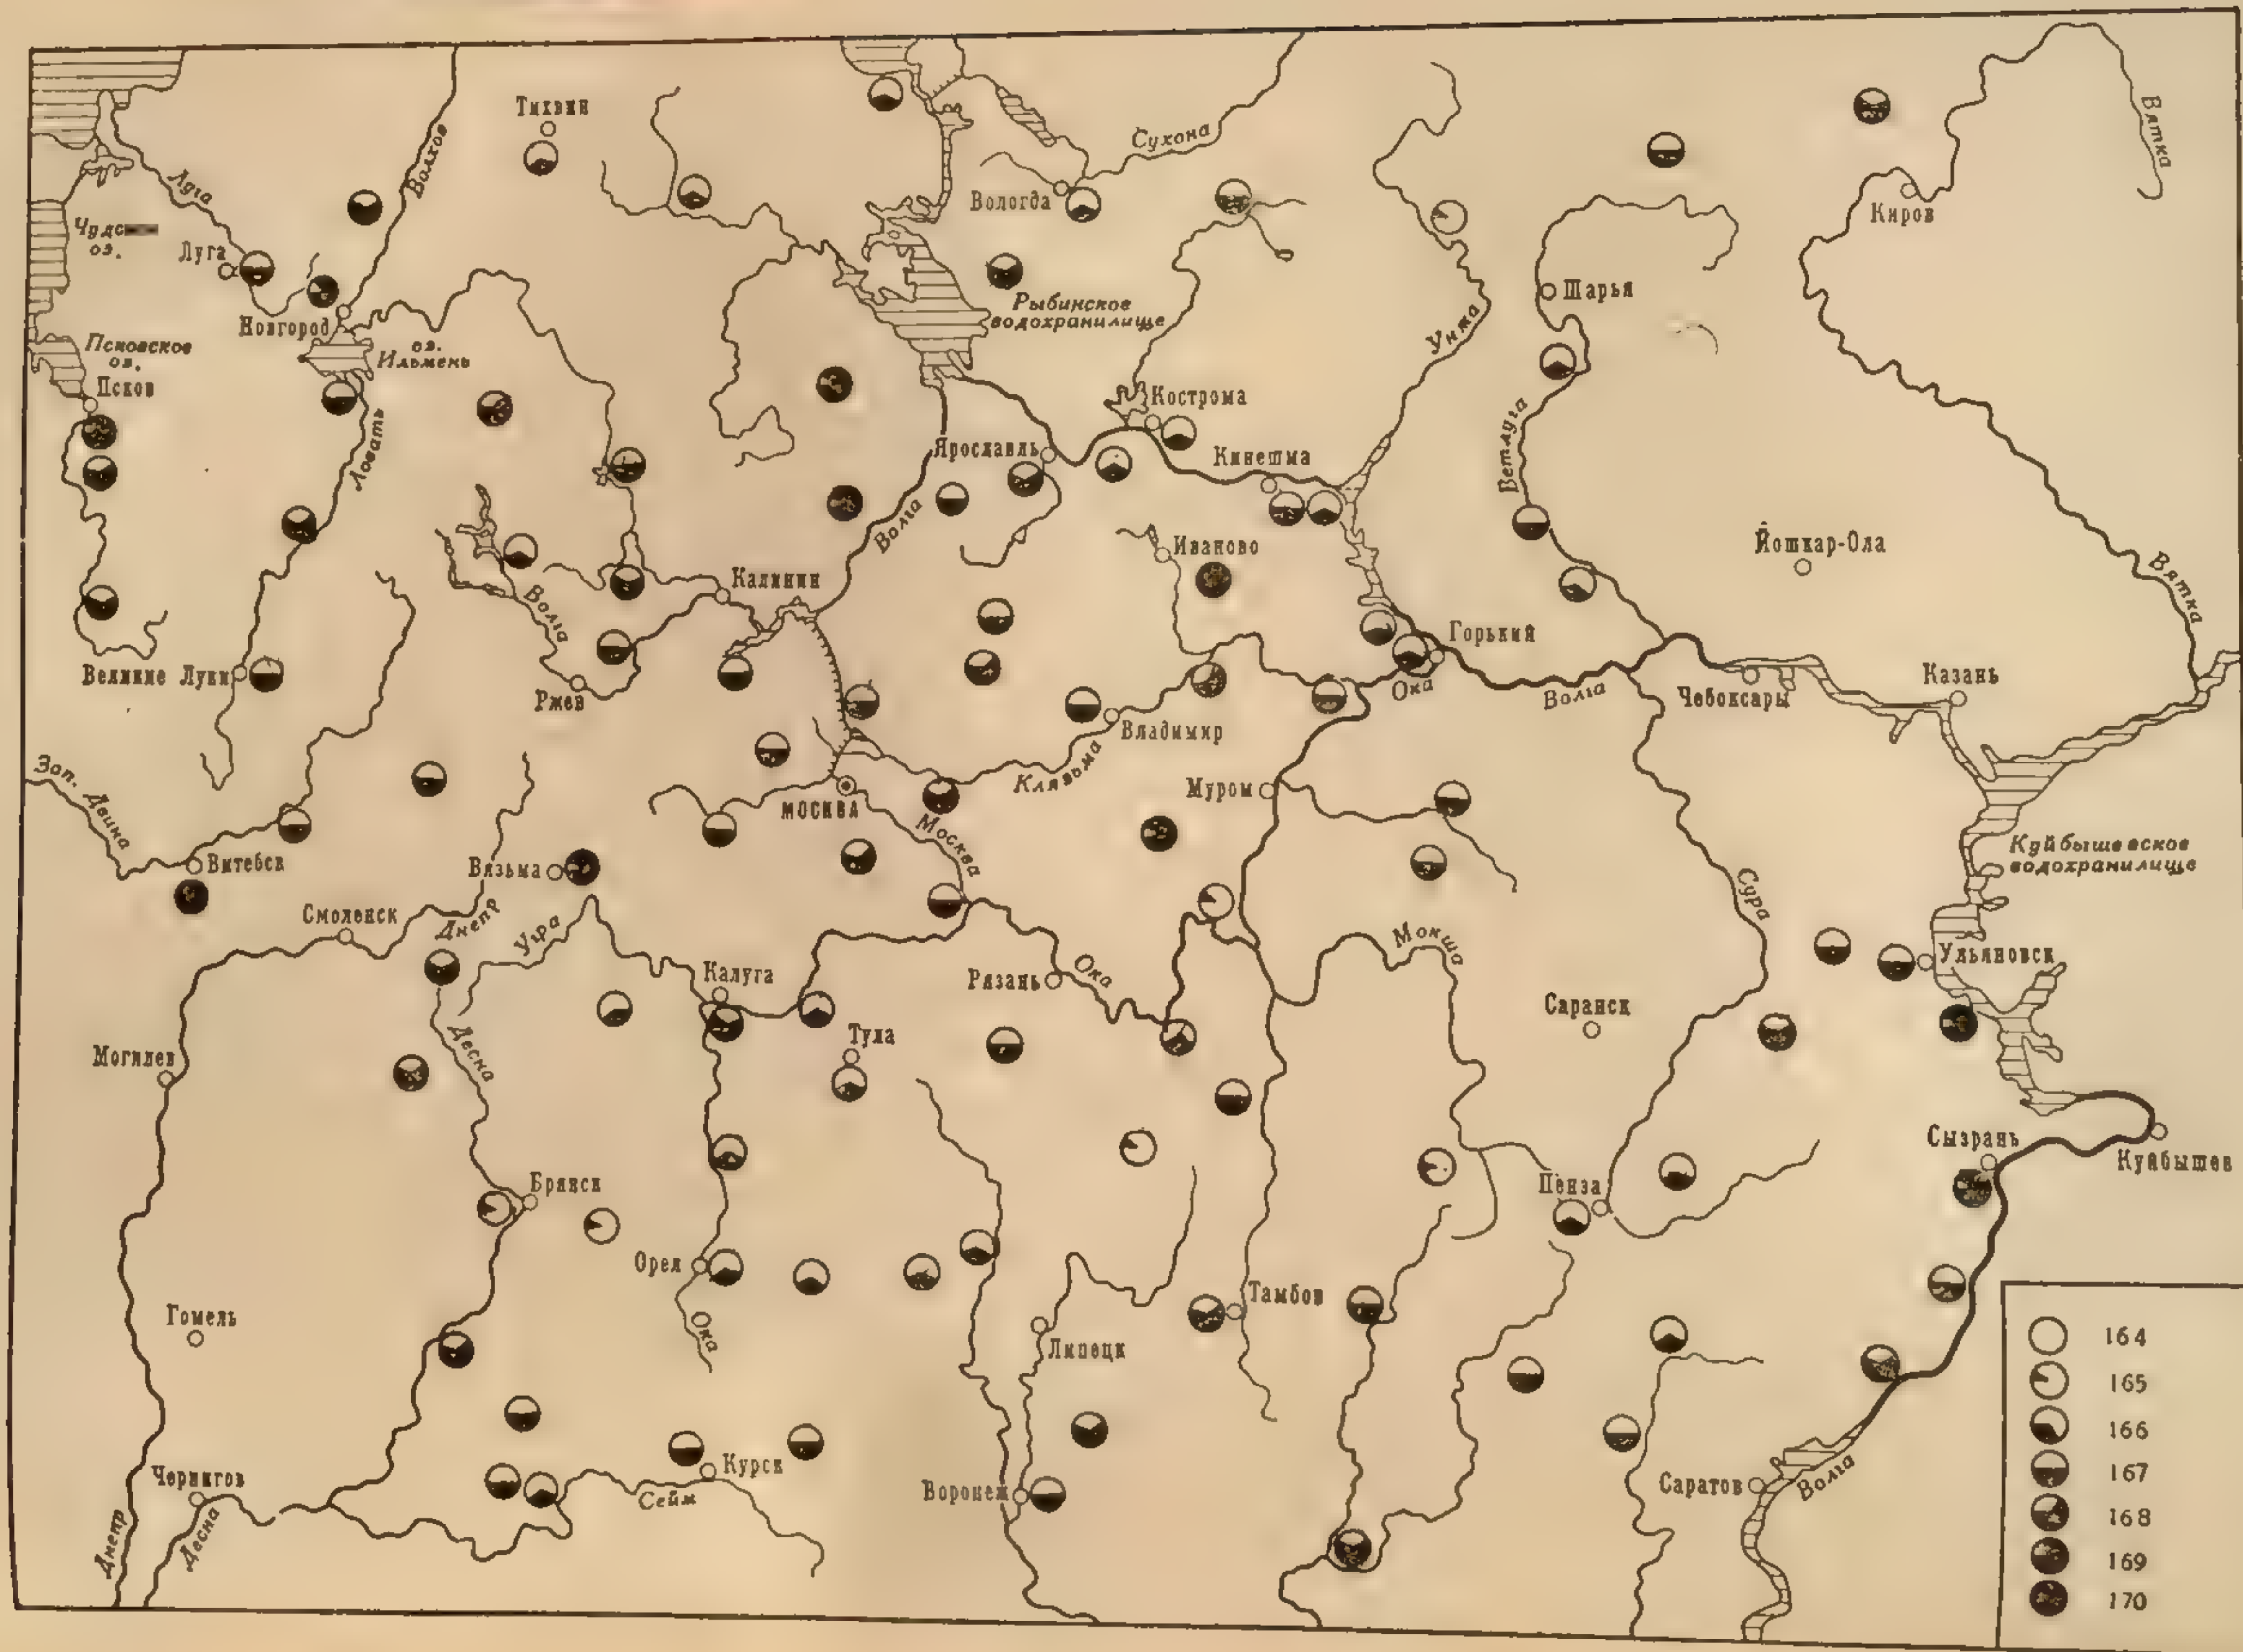 Тихвин
Волхов
Луга
Сухона
Вологда
Вятка
Киров
оз.
Луга
Шарья
Новгород
Рыбинское
водохранилище
Унжа
Псковское
оз.
оз.
Ильмень
Псков
Ловать
Кострома
Ярославль
Кинешма
Ветлуга
Волга
Иваново
Йошкар-Ола
Вятка
Калинин
Волга
Горький
Великие Луки
Ржев
Ока
Волга
Чебоксары
Казань
Владимир
Клязьма
Зап. Двина
Муром
МОСКВА
Москва
Витебск
Вязьма
Куйбышевское
водохранилище
Смоленск
Днепр
Угра
Сура
Мокша
Ульяновск
Калуга
Рязань
Ока
Саранск
Тула
Десна
Могилев
Сызрань
Куйбышев
Брянск
Пенза
Орел
Тамбов
Гомель
Ока
Липецк
164
165
166
167
168
169
170
Курск
Чернигов
Сейм
Воронеж
Саратов
Волга
Днепр
Десна